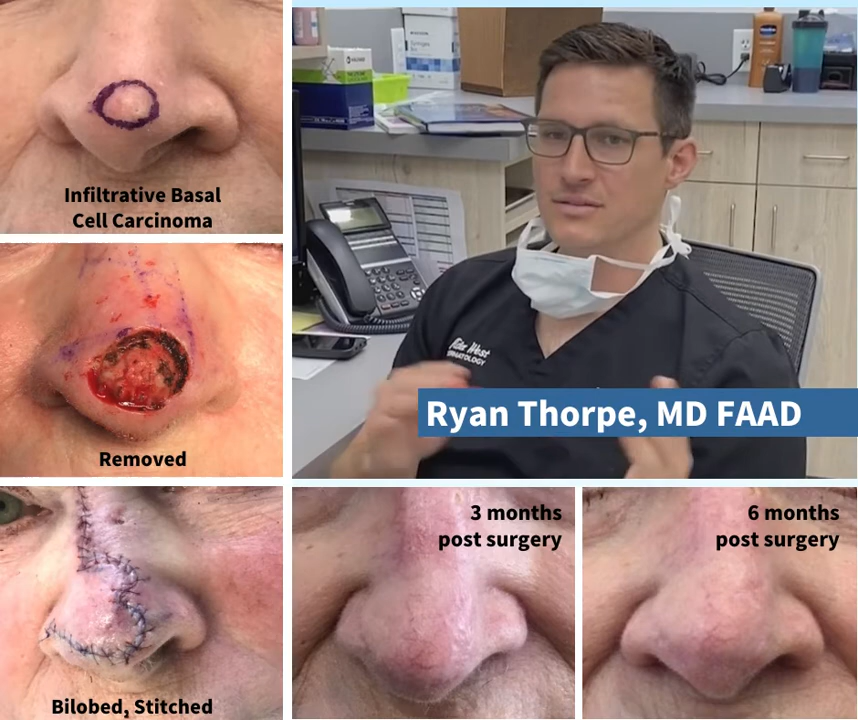 Infiltrative Basal
Cell Carcinoma
Removed
Bilobed, Stitched
Ryan Thorpe, MD FAAD
3 months
post surgery
6 months
post surgery